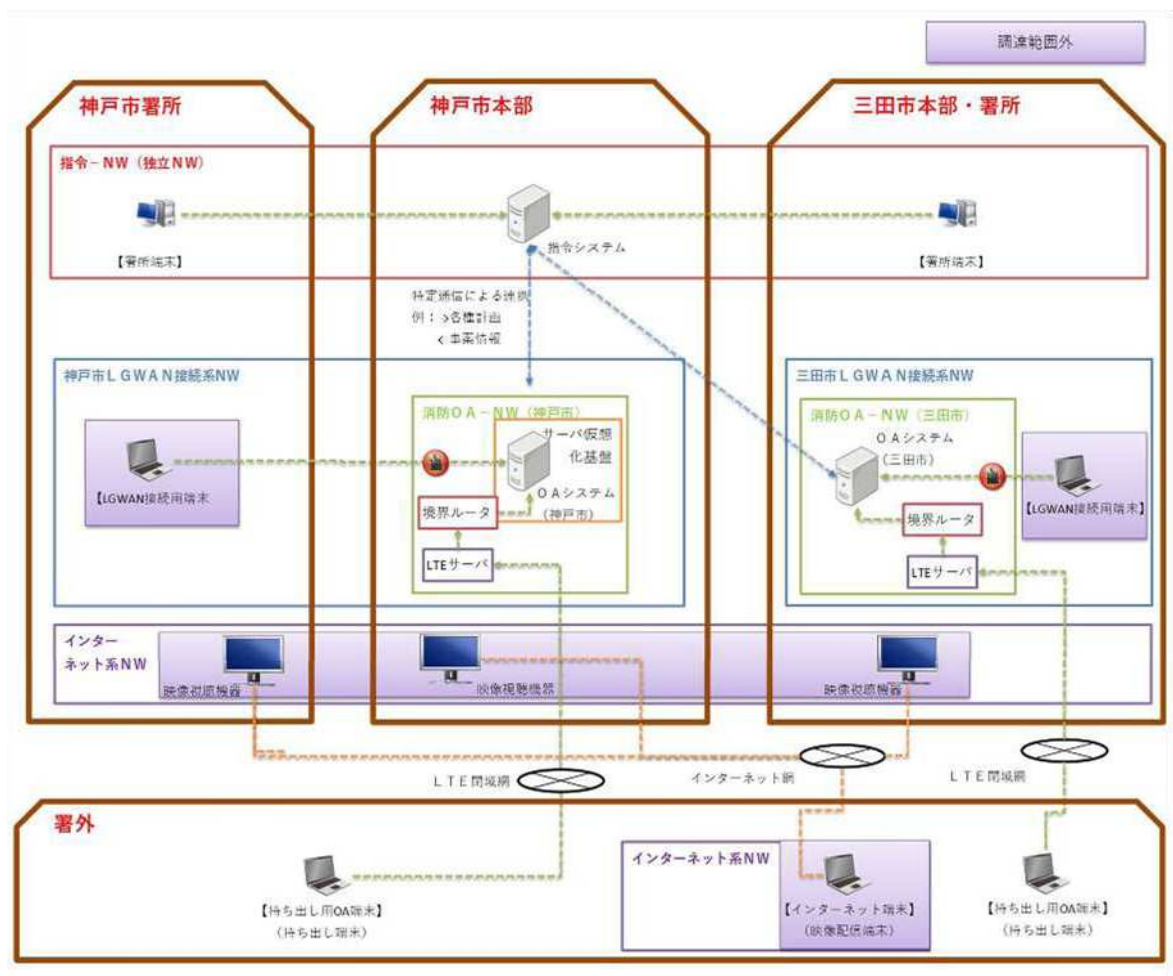 調達範囲外
神戸市署所
神戸市本部
三田市本部・署所
指令－NW（独立NW）
【署所端末】
指令システム
【署所端末】
特定通信による連携
例：>各種計画
<事案情報
神戸市ＬＧＷＡＮ接続系NW
【LGWAN接続用端末
消防ＯＡ－NW（神戸市）
サーバ仮想
化基盤
ＯＡシステム
（神戸市）
境界ルータ
LTEサーバ
三田市ＬＧＷＡＮ接続系NW
消防ＯＡ－NW（三田市）
ＯＡシステム
（三田市）
境界ルータ
LTEサーバ
【LGWAN接続用端末】
インター
ネット系NW
映像視聴機器
映像視聴機器
映像視聴機器
ＬＴＥ閉域網
インターネット網
ＬＴＥ閉域網
署外
【持ち出し用OA端末】
（持ち出し端末）
インターネット系NW
【インターネット端末】
（映像配信端末）
【持ち出し用OA端末】
（持ち出し端末）